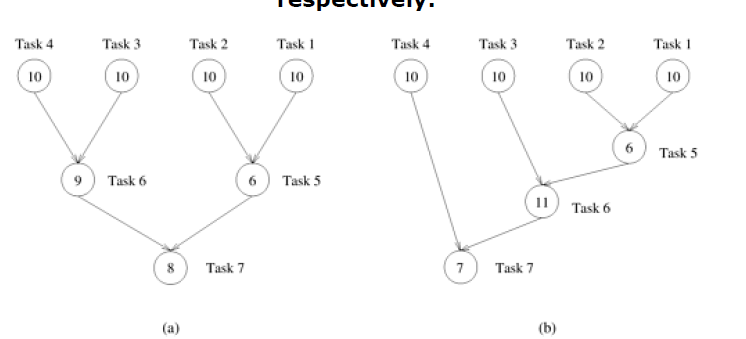 respectively.
Task 4 Task 3 Task 2 Task 1 Task 4 Task 3 Task 2 Task 1
10 10 10 10 10 10 10 10
6 Task 5
9 Task 6 6 Task 5
11 Task 6
8 Task 7 7 Task 7
(a) (b)